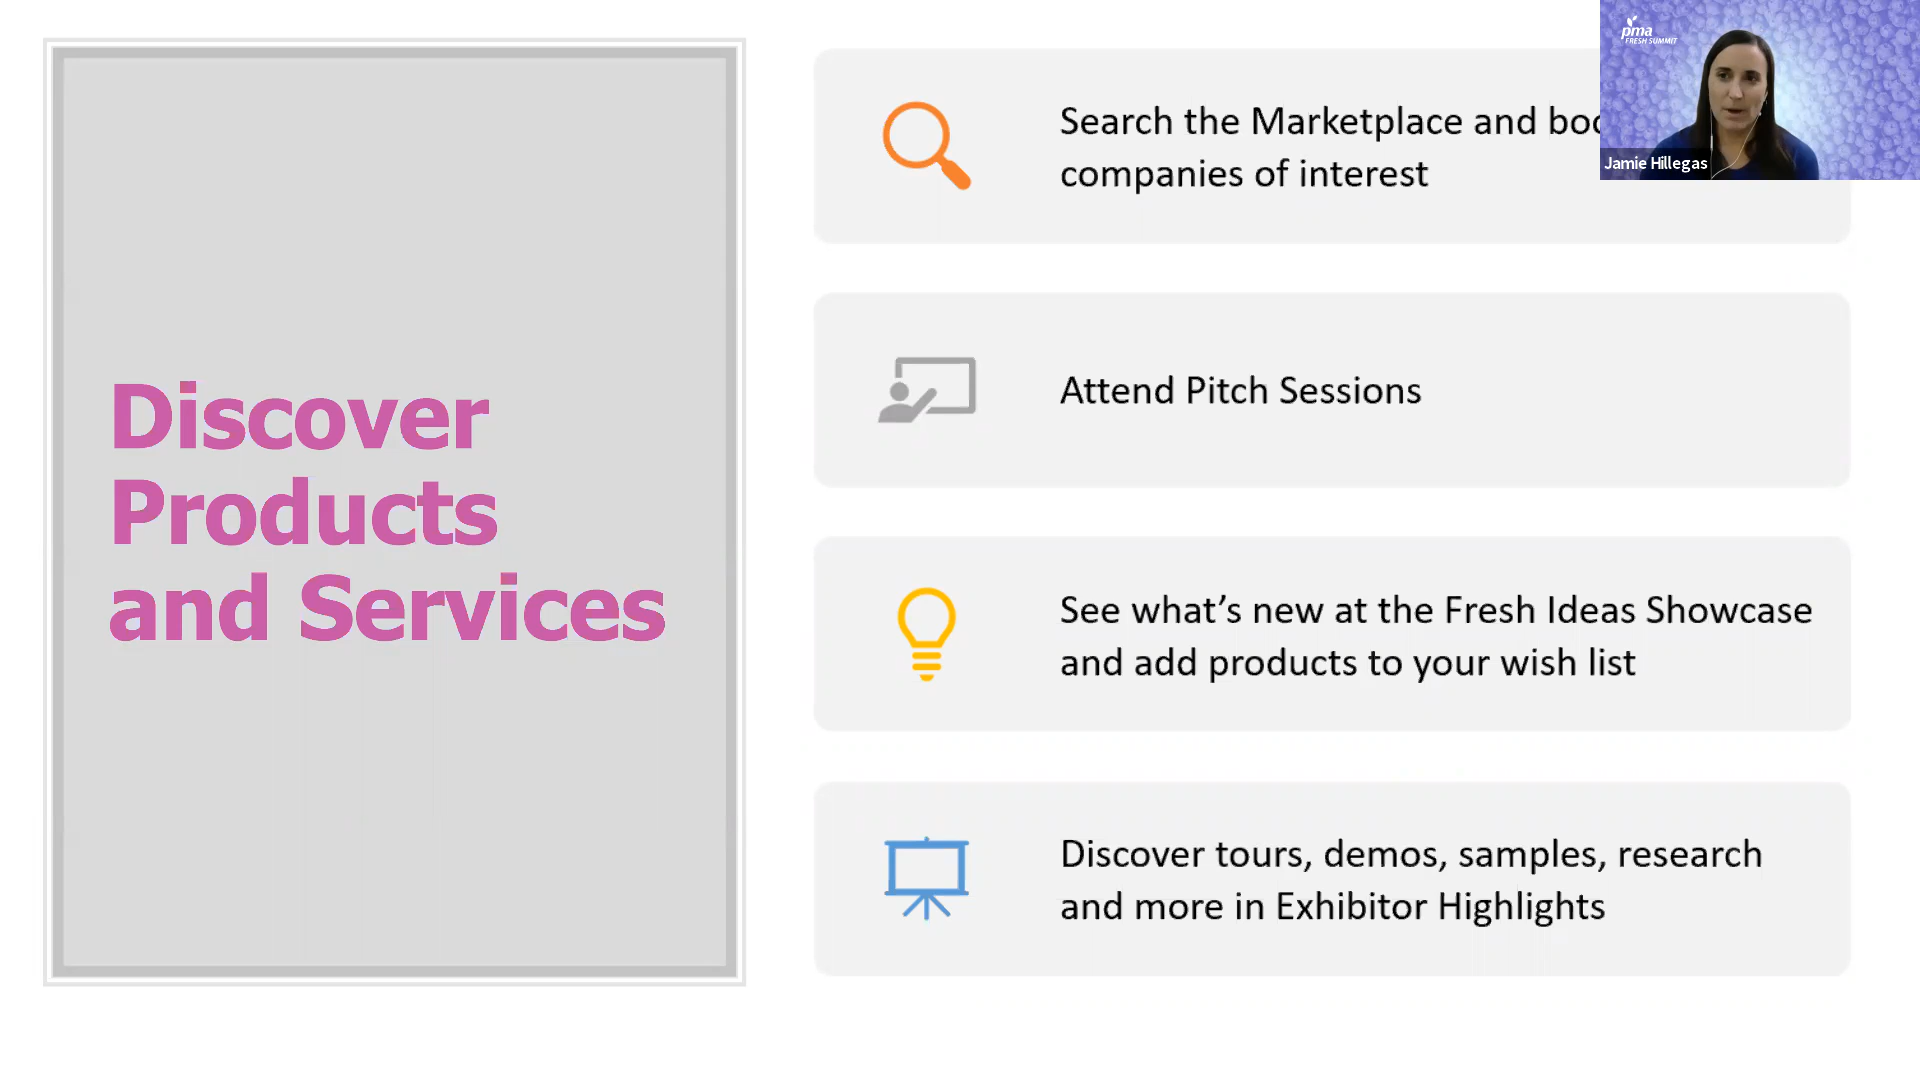 Discover
Products
and Services
Search the Marketplace and
companies of interest
Attend Pitch Sessions
See what’s new at the Fresh Ideas Showcase
and add products to your wish list
Discover tours, demos, samples, research
and more in Exhibitor Highlights
pma
FRESH SUMMIT
Jamie Hillegas